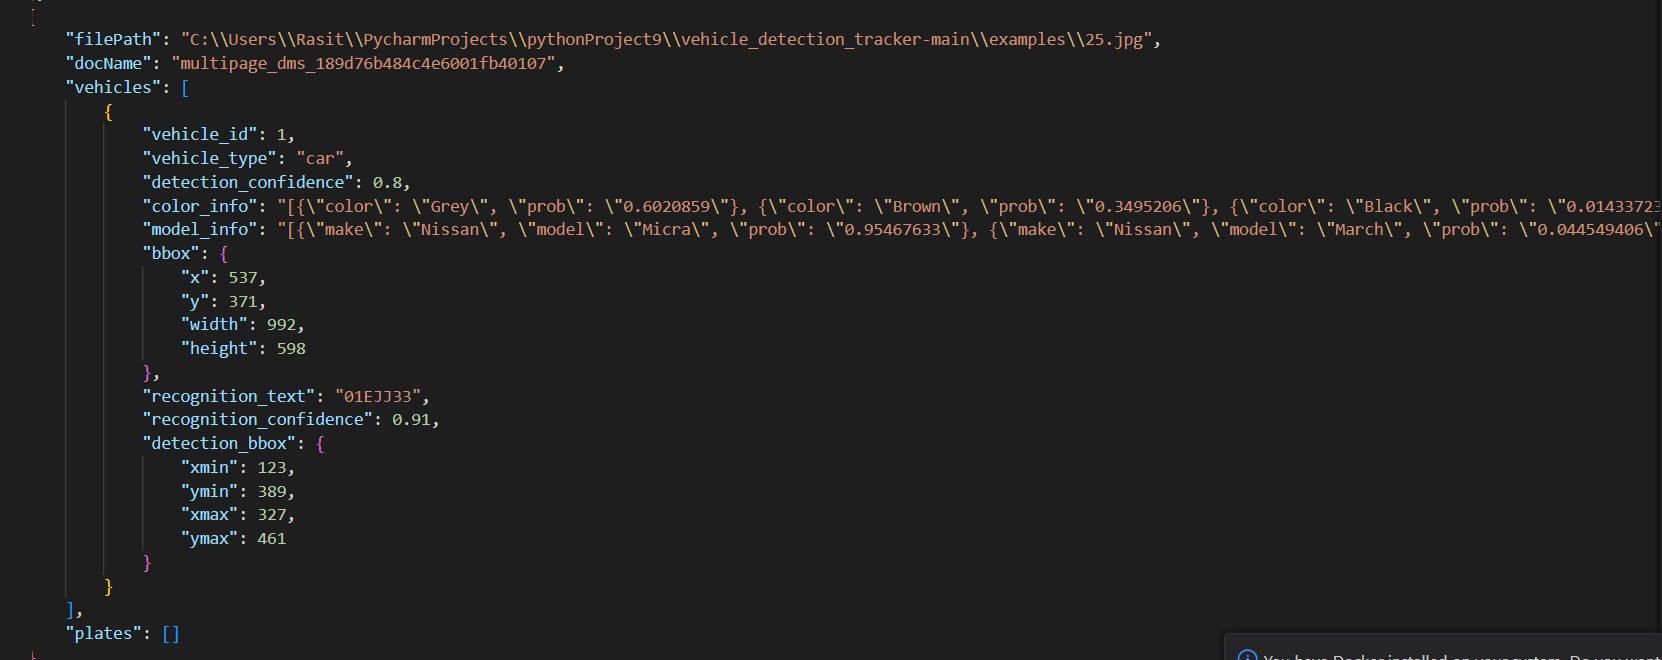 {
"filePath": "C:\\Users\\Rasit\\PycharmProjects\\pythonProject9\\vehicle_detection_tracker-main\\examples\\25.jpg",
"docName": "multipage_dms_189d76b484c4e6001fb40107",
"vehicles": [
{
"vehicle_id": 1,
"vehicle_type": "car",
"detection_confidence": 0.8,
"color_info": "[{\"color\": \"Grey\", \"prob\": \"0.6020859\"}, {\"color\": \"Brown\", \"prob\": \"0.3495206\"}, {\"color\": \"Black\", \"prob\": \"0.01433723
"model_info": "[{\"make\": \"Nissan\", \"model\": \"Micra\", \"prob\": \"0.95467633\"}, {\"make\": \"Nissan\", \"model\": \"March\", \"prob\": \"0.044549406\"
"bbox": {
"x": 537,
"y": 371,
"width": 992,
"height": 598
},
"recognition_text": "01EJJ33",
"recognition_confidence": 0.91,
"detection_bbox": {
"xmin": 123,
"ymin": 389,
"xmax": 327,
"ymax": 461
}
}
],
"plates": []
}
You have Docker installed on your system. Do you want